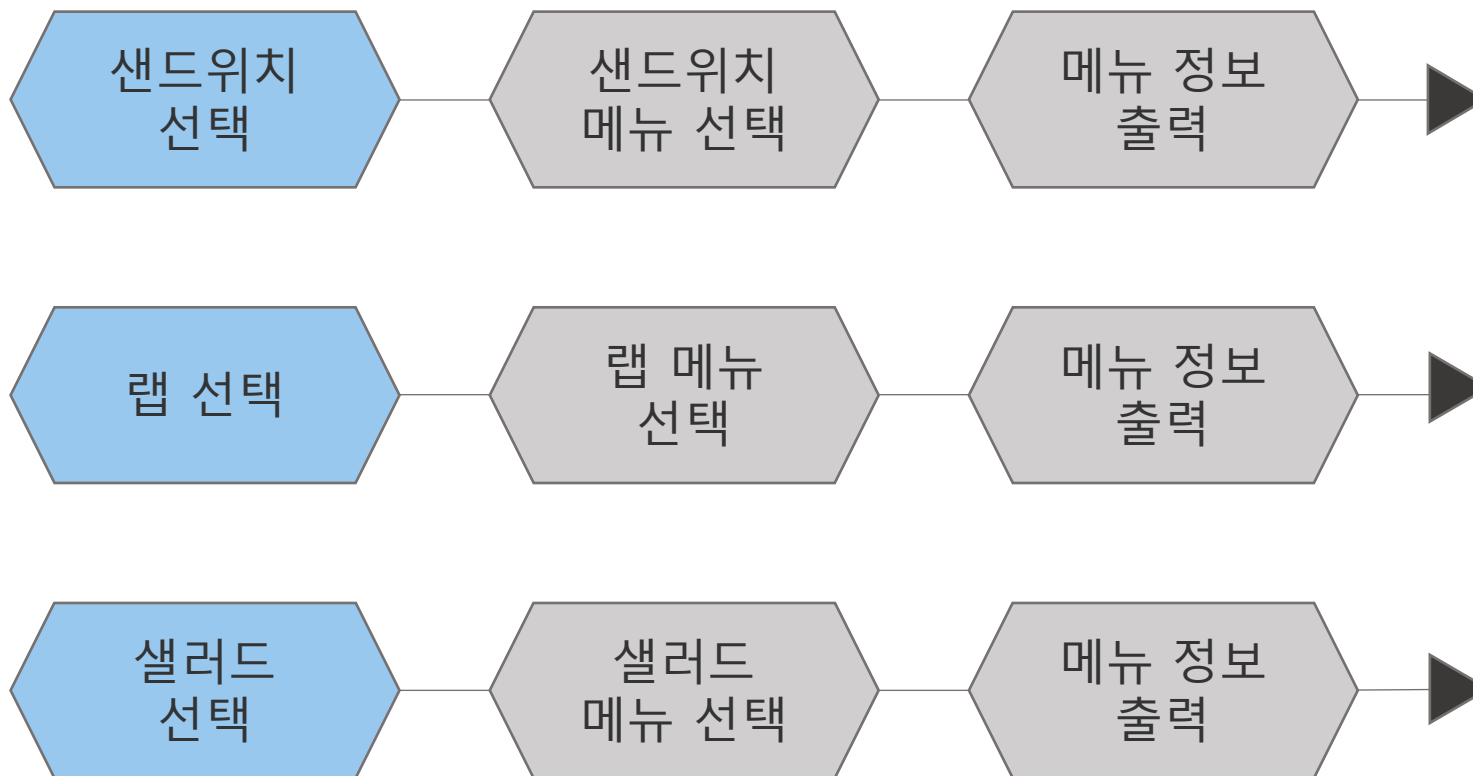 샌드위치
선택
샌드위치
메뉴 선택
메뉴 정보
출력
랩 선택
랩 메뉴
선택
메뉴 정보
출력
샐러드
선택
샐러드
메뉴 선택
메뉴 정보
출력